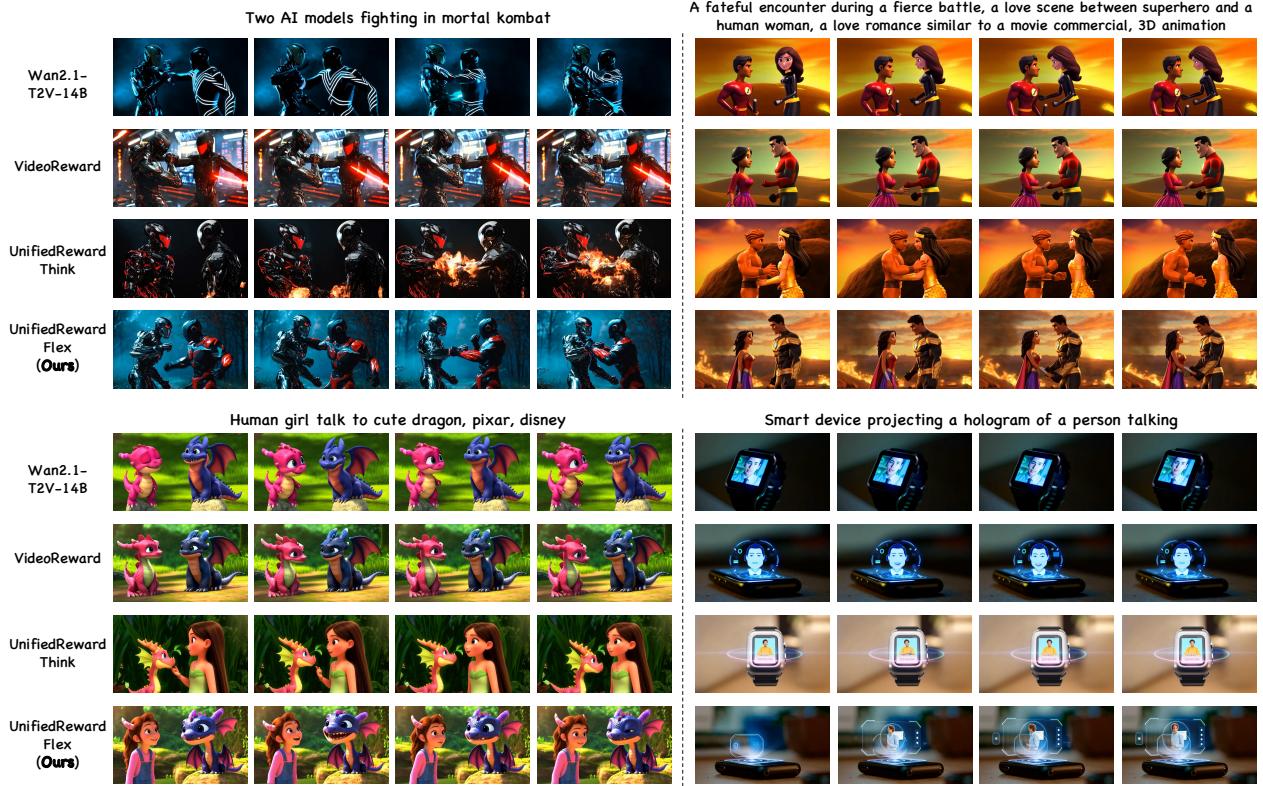 Two AI models fighting in mortal kombat
A fateful encounter during a fierce battle, a love scene between superhero and a
human woman, a love romance similar to a movie commercial, 3D animation
Wan2.1-
T2V-14B
VideoReward
UnifiedReward
Think
UnifiedReward
Flex
(Ours)
Human girl talk to cute dragon, pixar, disney
Smart device projecting a hologram of a person talking
Wan2.1-
T2V-14B
VideoReward
UnifiedReward
Think
UnifiedReward
Flex
(Ours)